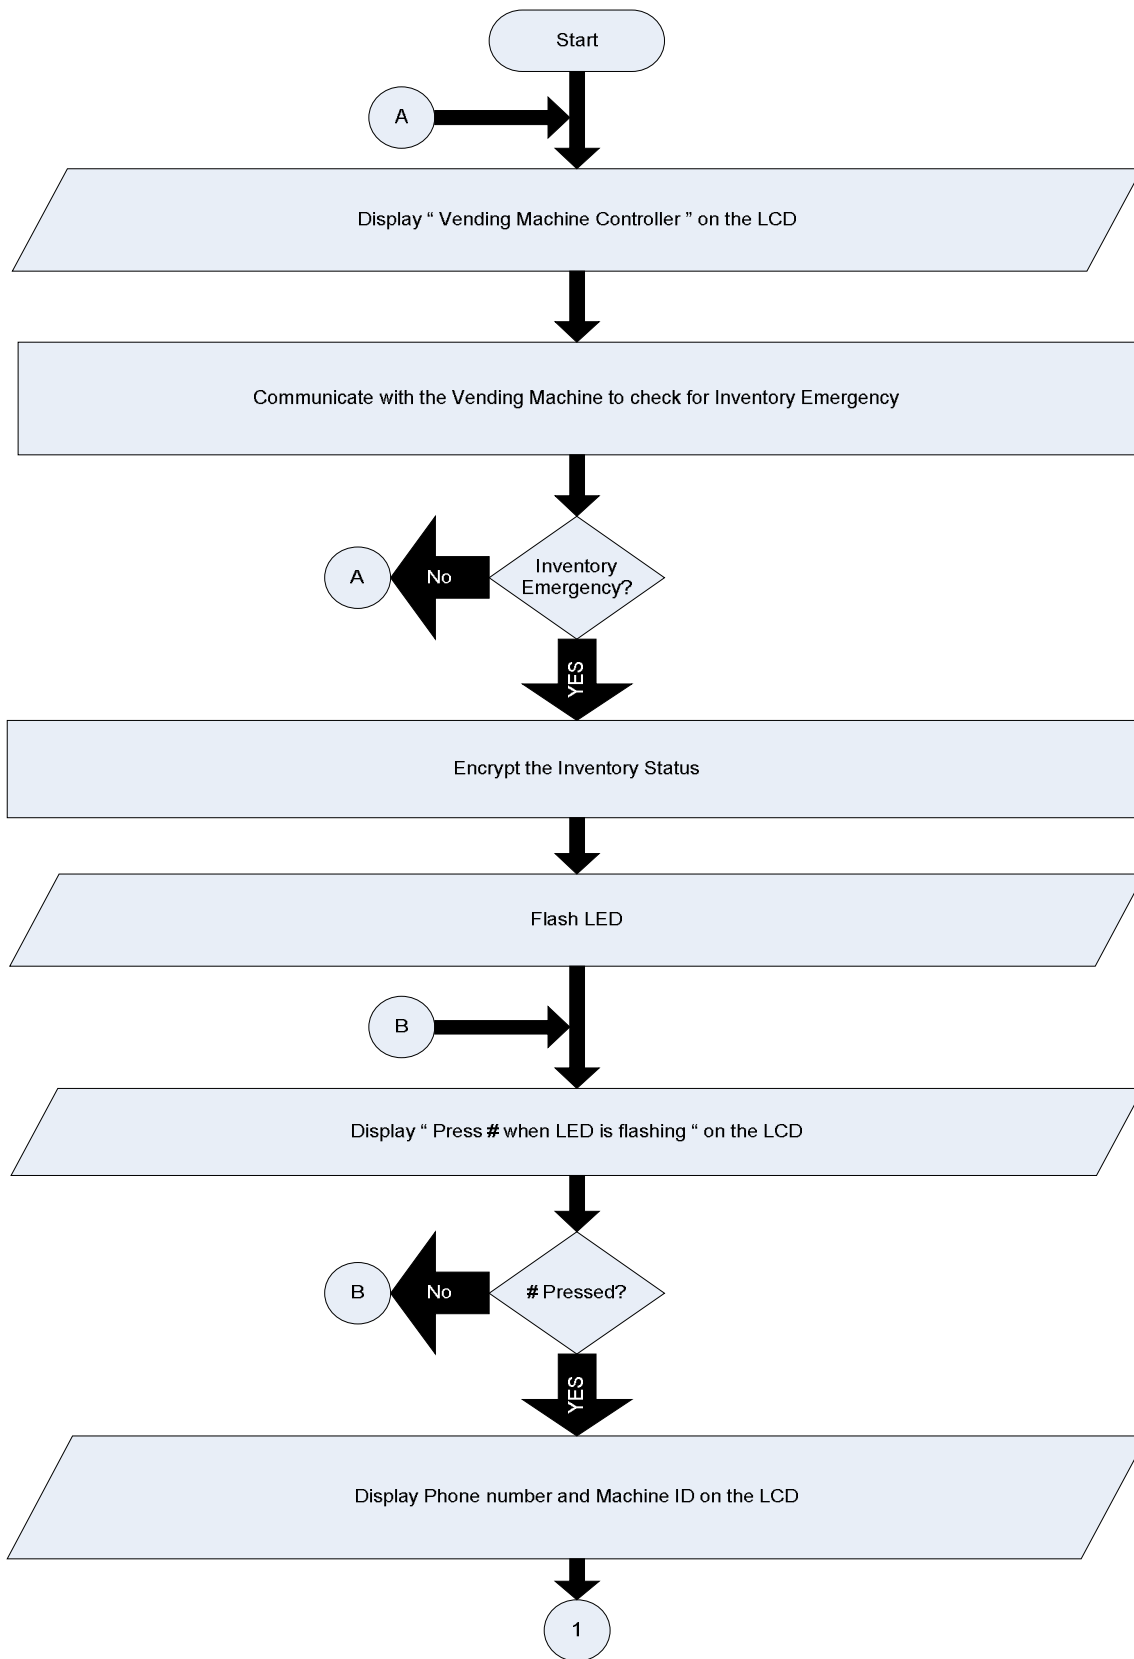 Start
A
Display “ Vending Machine Controller ” on the LCD
Communicate with the Vending Machine to check for Inventory Emergency
Inventory
Emergency?
No
A
YES
Encrypt the Inventory Status
Flash LED
B
Display “ Press # when LED is flashing “ on the LCD
# Pressed?
No
B
YES
Display Phone number and Machine ID on the LCD
1